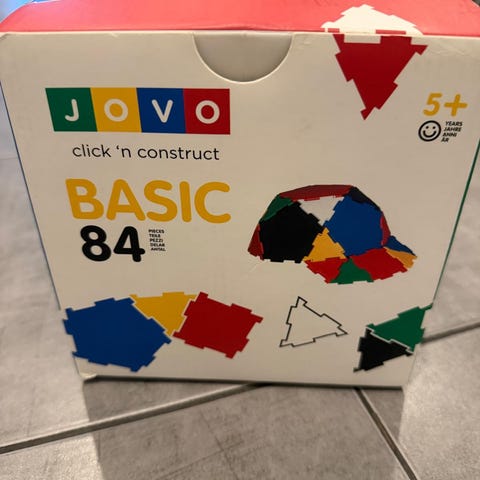 JOVO
click 'n construct
5+
YEARS
JAHRE
ANNI
ÅR
BASIC
84
PIECES
TEILE
PEZZI
DELAR
ANTAL